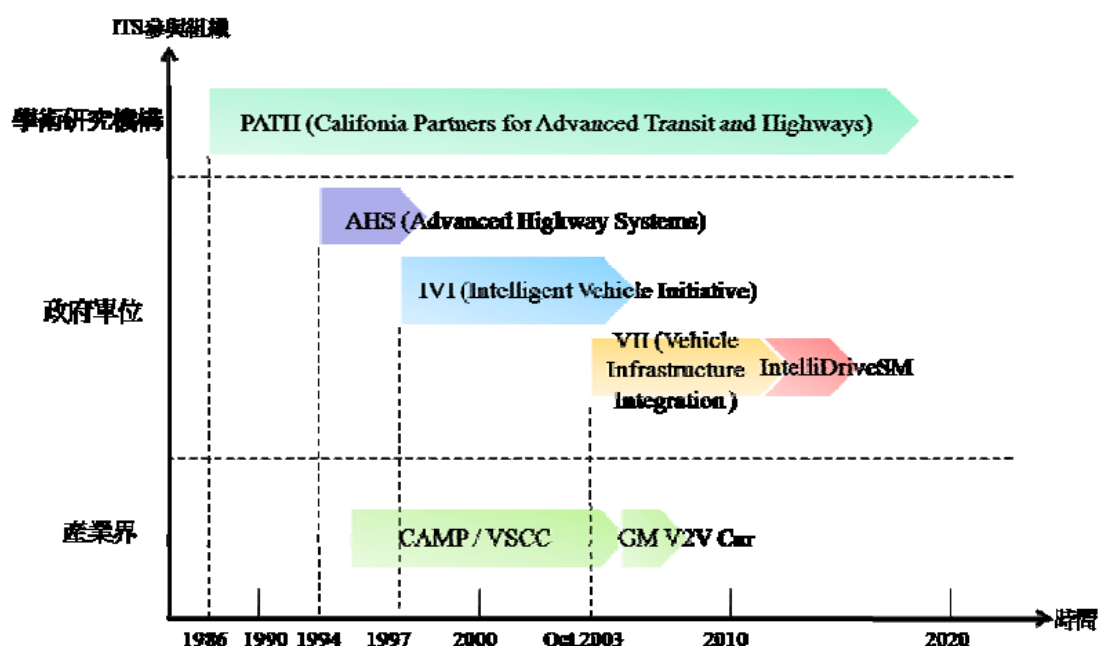 ITS參與組織
學術研究機構
PATH (Califonia Partners for Advanced Transit and Highways)
AHS (Advanced Highway Systems)
IVI (Intelligent Vehicle Initiative)
政府單位
VII (Vehicle
Infrastructure
Integration )
IntelliDriveSM
產業界
CAMP / VSCC
GM V2V Car
時間
1986 1990 1994 1997 2000 Oct.2003 2010 2020